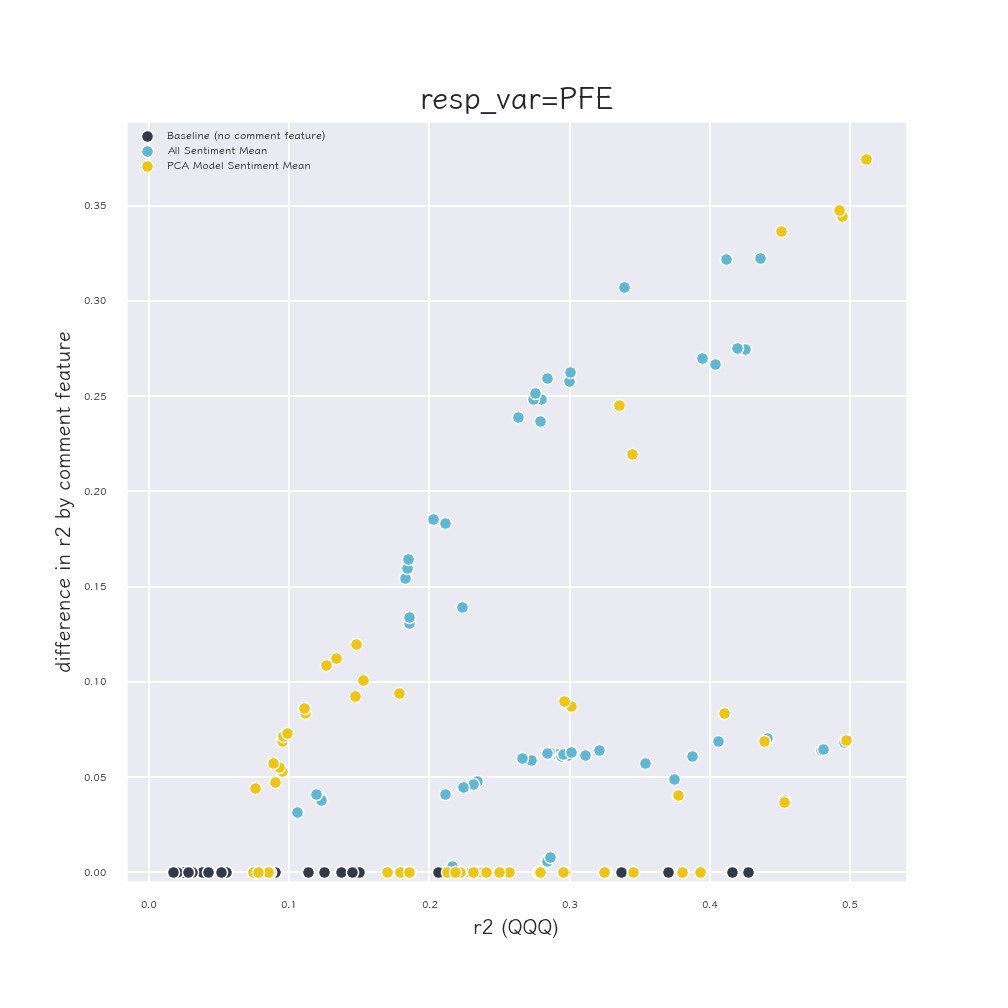 resp_var=PFE
Baseline (no comment feature)
All Sentiment Mean
PCA Model Sentiment Mean
0.35
0.30
0.25
0.20
0.15
0.10
0.05
0.00
difference in r2 by comment feature
0.0 0.1 0.2 0.3 0.4 0.5
r2 (QQQ)